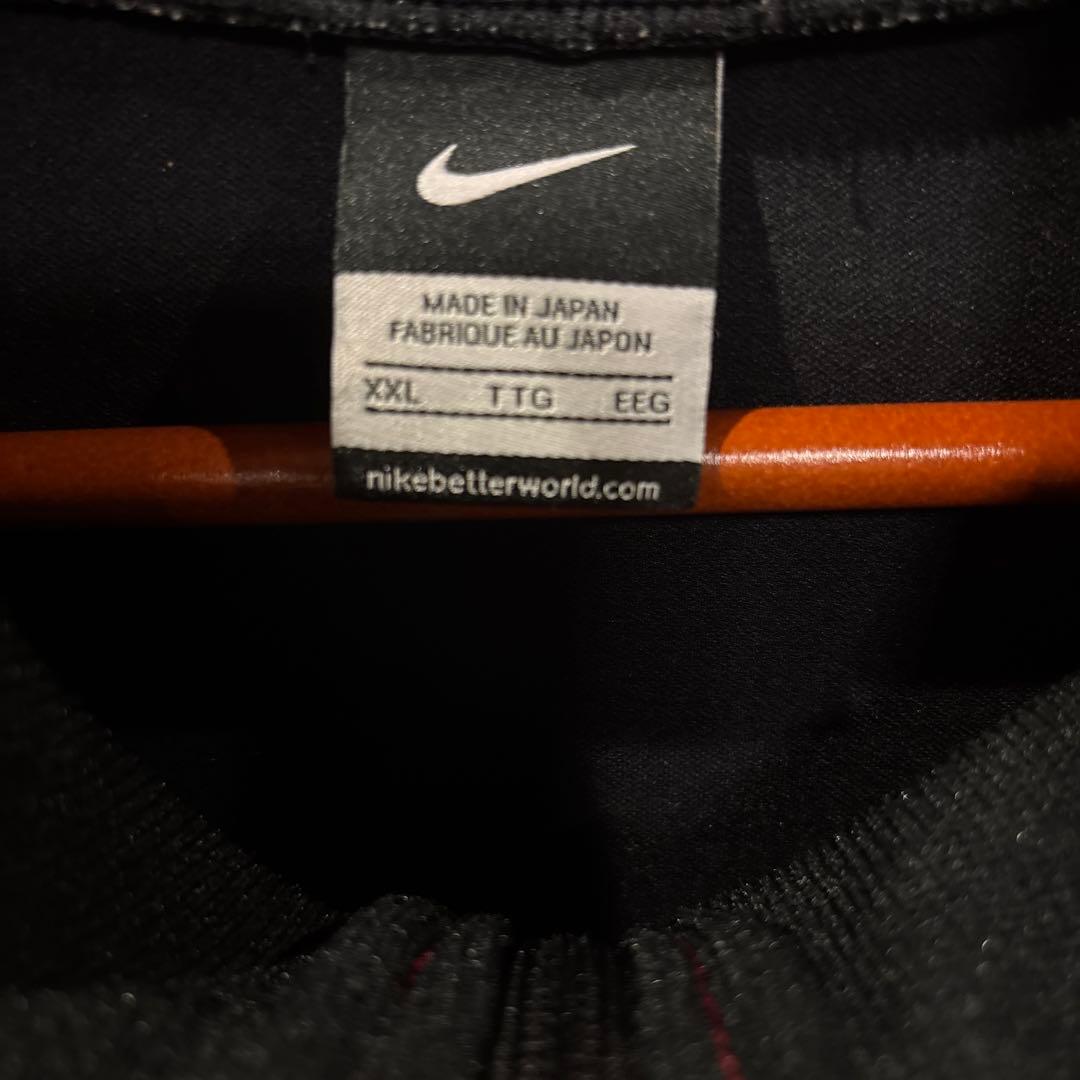 MADE IN JAPAN
FABRIQUE AU JAPON
XXL TTG EEG
nikebetterworld.com